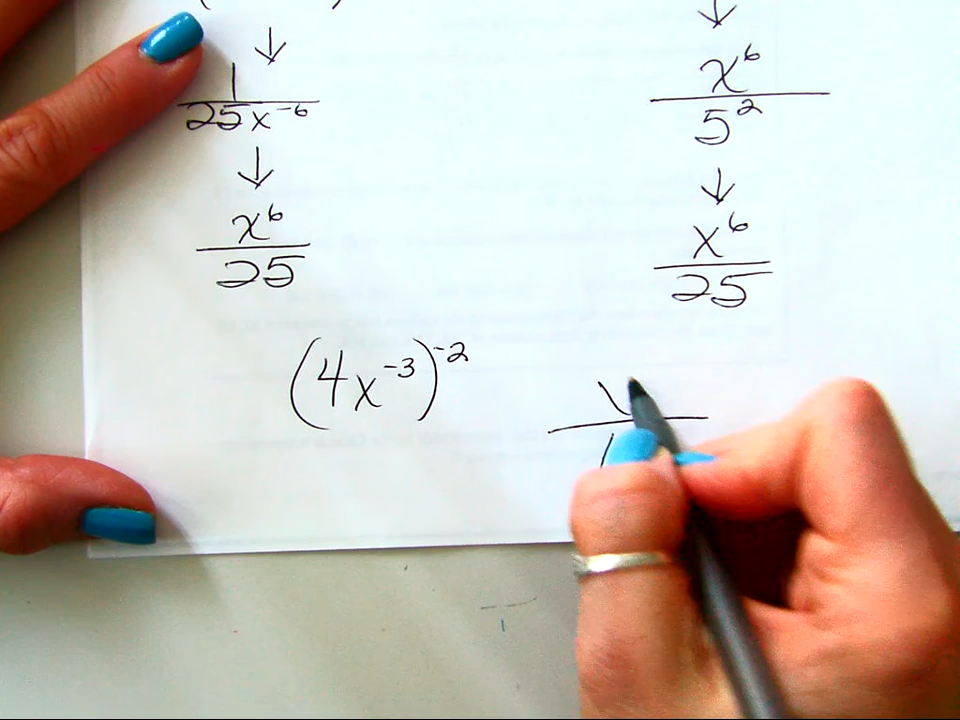 ↓ ↓
1/25x⁻⁶ x⁶/5²
↓ ↓
x⁶/25 x⁶/25
(4x⁻³)⁻²